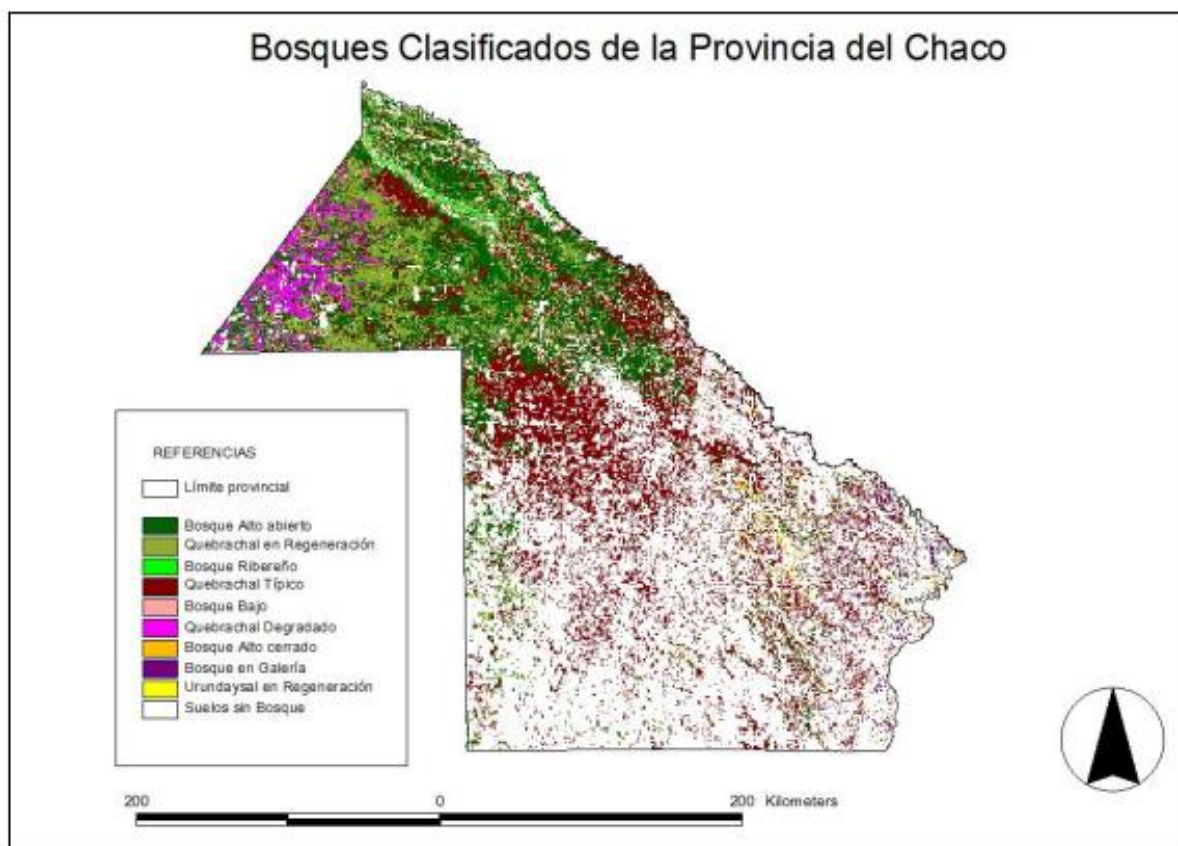 Bosques Clasificados de la Provincia del Chaco
REFERENCIAS
Límite provincial
Bosque Alto abierto
Quebrachal en Regeneración
Bosque Ribereño
Quebrachal Típico
Bosque Bajo
Quebrachal Degradado
Bosque Alto cerrado
Bosque en Galería
Urundaysal en Regeneración
Suelos sin Bosque
200 0 200 Kilometers